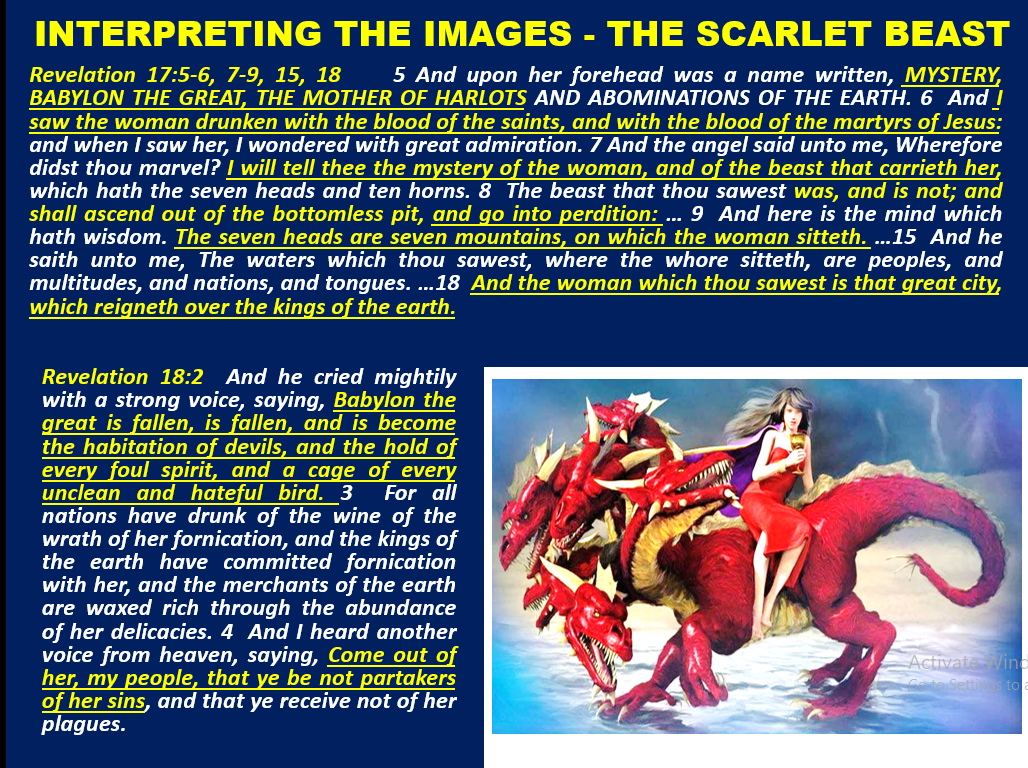 INTERPRETING THE IMAGES - THE SCARLET BEAST
Revelation 17:5-6, 7-9, 15, 18 5 And upon her forehead was a name written, MYSTERY,
BABYLON THE GREAT, THE MOTHER OF HARLOTS AND ABOMINATIONS OF THE EARTH. 6 And I
saw the woman drunken with the blood of the saints, and with the blood of the martyrs of Jesus:
and when I saw her, I wondered with great admiration. 7 And the angel said unto me, Wherefore
didst thou marvel? I will tell thee the mystery of the woman, and of the beast that carrieth her,
which hath the seven heads and ten horns. 8 The beast that thou sawest was, and is not; and
shall ascend out of the bottomless pit, and go into perdition: ... 9 And here is the mind which
hath wisdom. The seven heads are seven mountains, on which the woman sitteth. ...15 And he
saith unto me, The waters which thou sawest, where the whore sitteth, are peoples, and
multitudes, and nations, and tongues. ...18 And the woman which thou sawest is that great city,
which reigneth over the kings of the earth.
Revelation 18:2 And he cried mightily
with a strong voice, saying, Babylon the
great is fallen, is fallen, and is become
the habitation of devils, and the hold of
every foul spirit, and a cage of every
unclean and hateful bird. 3 For all
nations have drunk of the wine of the
wrath of her fornication, and the kings of
the earth have committed fornication
with her, and the merchants of the earth
are waxed rich through the abundance
of her delicacies. 4 And I heard another
voice from heaven, saying, Come out of
her, my people, that ye be not partakers
of her sins, and that ye receive not of her
plagues.
Activate Wind
Go to Settings to a